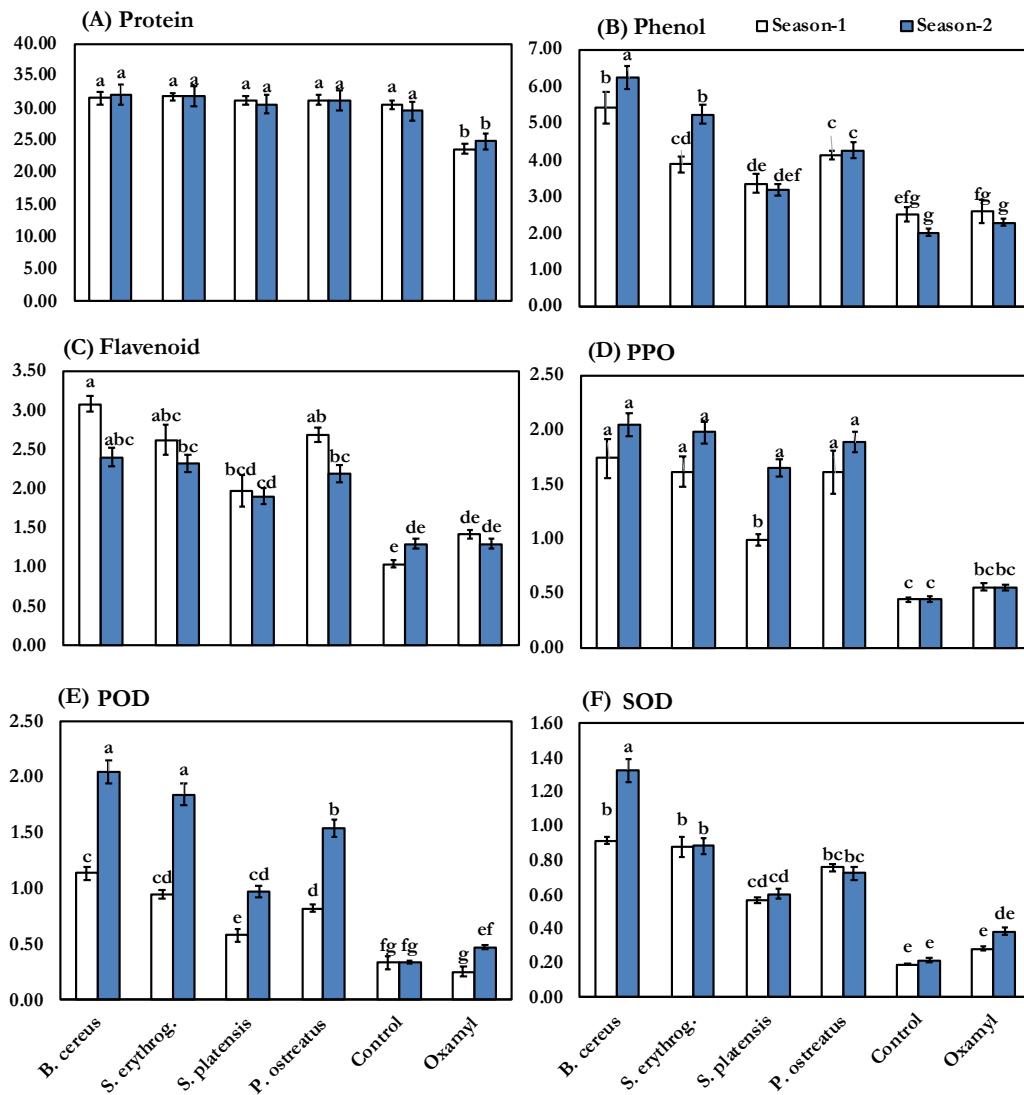 (A) Protein
40.00
35.00
30.00
25.00
20.00
15.00
10.00
5.00
0.00
a a a a a a a a a a b b
(B) Phenol
Season-1 Season-2
7.00
6.00
5.00
4.00
3.00
2.00
1.00
0.00
b a cd b de def c c efg g fg g
(C) Flavenoid
3.50
3.00
2.50
2.00
1.50
1.00
0.50
0.00
a abc abc bc bcd cd ab bc e de de de
(D) PPO
2.50
2.00
1.50
1.00
0.50
0.00
a a a a b a a a c c bc bc
(E) POD
2.50
2.00
1.50
1.00
0.50
0.00
c a cd a e cd d b fg fg g ef
B. cereus
S. erythrog.
S. platensis
P. ostreatus
Control
Oxamyl
(F) SOD
1.60
1.40
1.20
1.00
0.80
0.60
0.40
0.20
0.00
b a b b cd cd bc bc e e e de
B. cereus
S. erythrog.
S. platensis
P. ostreatus
Control
Oxamyl